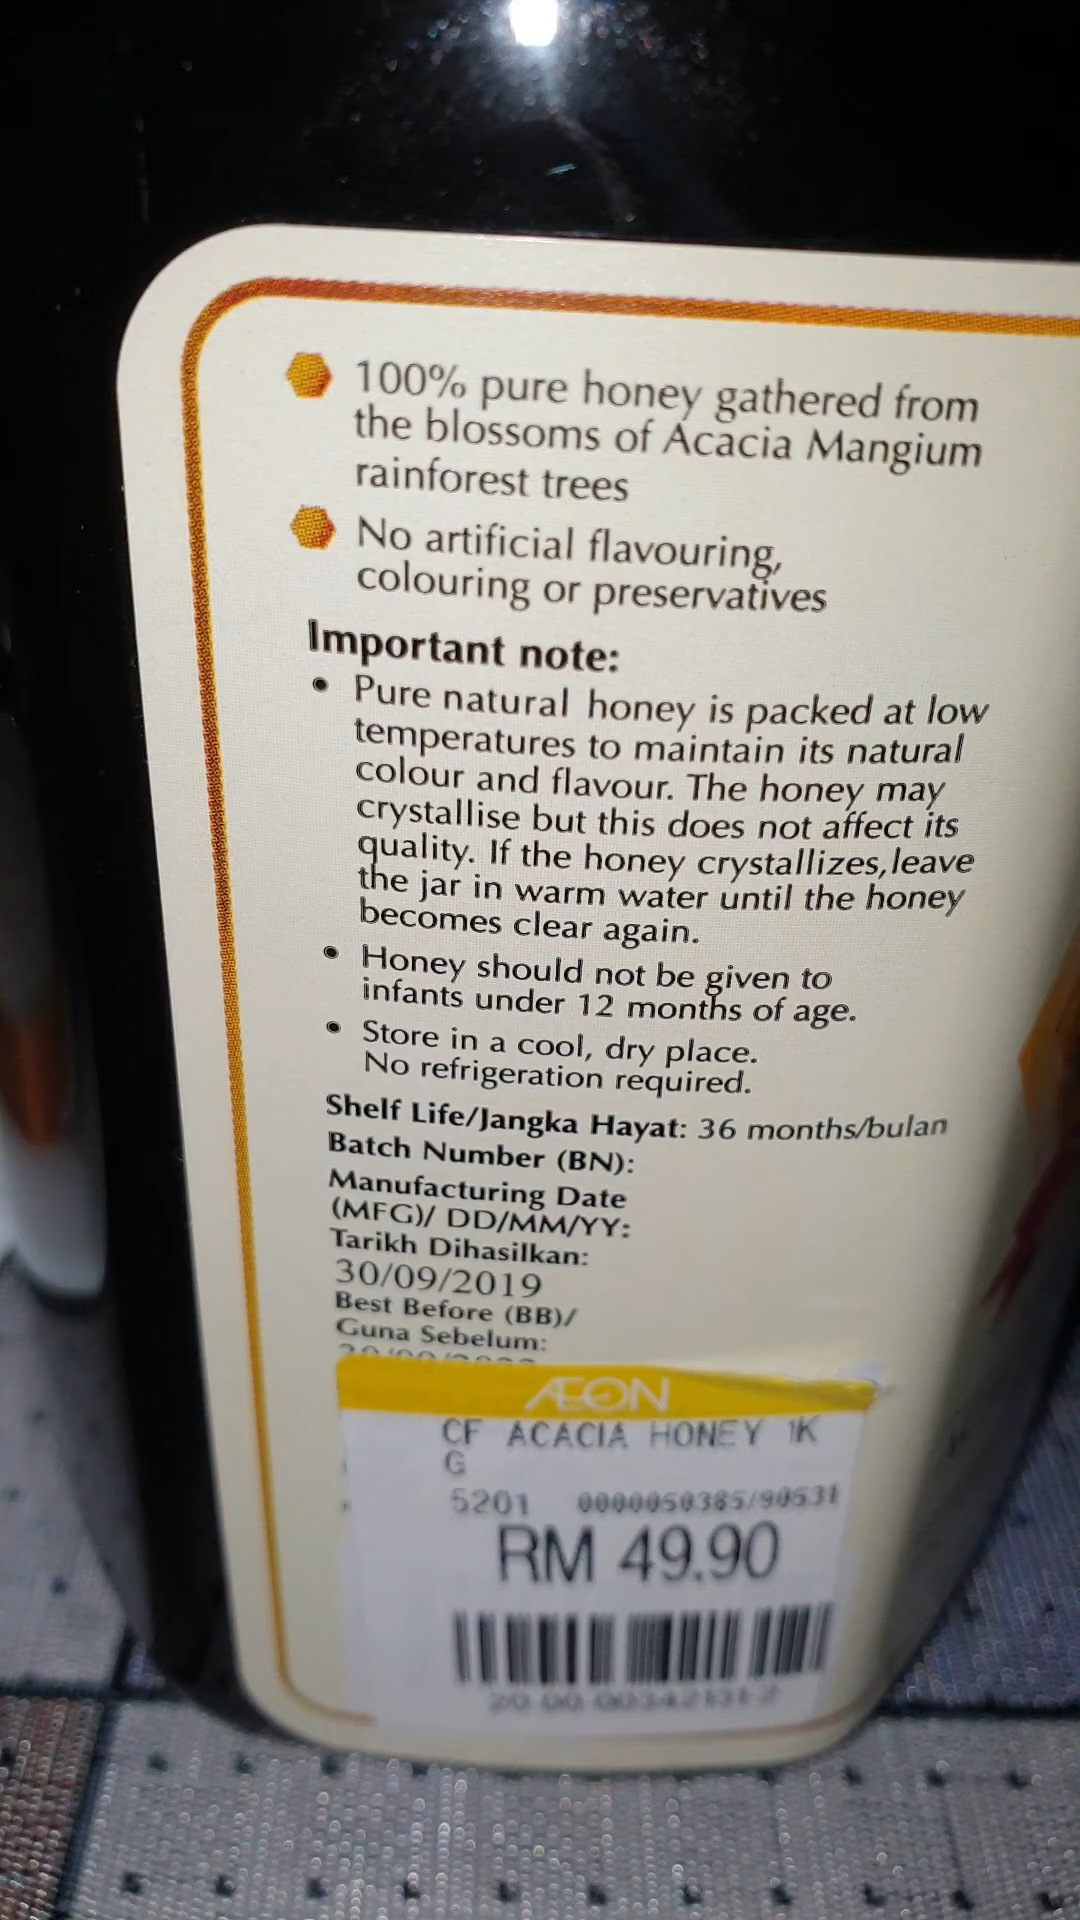 100% pure honey gathered from
the blossoms of Acacia Mangium
rainforest trees
No artificial flavouring,
colouring or preservatives
Important note:
• Pure natural honey is packed at low
temperatures to maintain its natural
colour and flavour. The honey may
crystallise but this does not affect its
quality. If the honey crystallizes, leave
the jar in warm water until the honey
becomes clear again.
• Honey should not be given to
infants under 12 months of age.
• Store in a cool, dry place.
No refrigeration required.
Shelf Life/Jangka Hayat: 36 months/bulan
Batch Number (BN):
Manufacturing Date
(MFG)/ DD/MM/YY:
Tarikh Dihasilkan:
30/09/2019
Best Before (BB)/
Guna Sebelum:
ÆON
CF ACACIA HONEY 1K
G
5201 0000050385/90531
RM 49.90